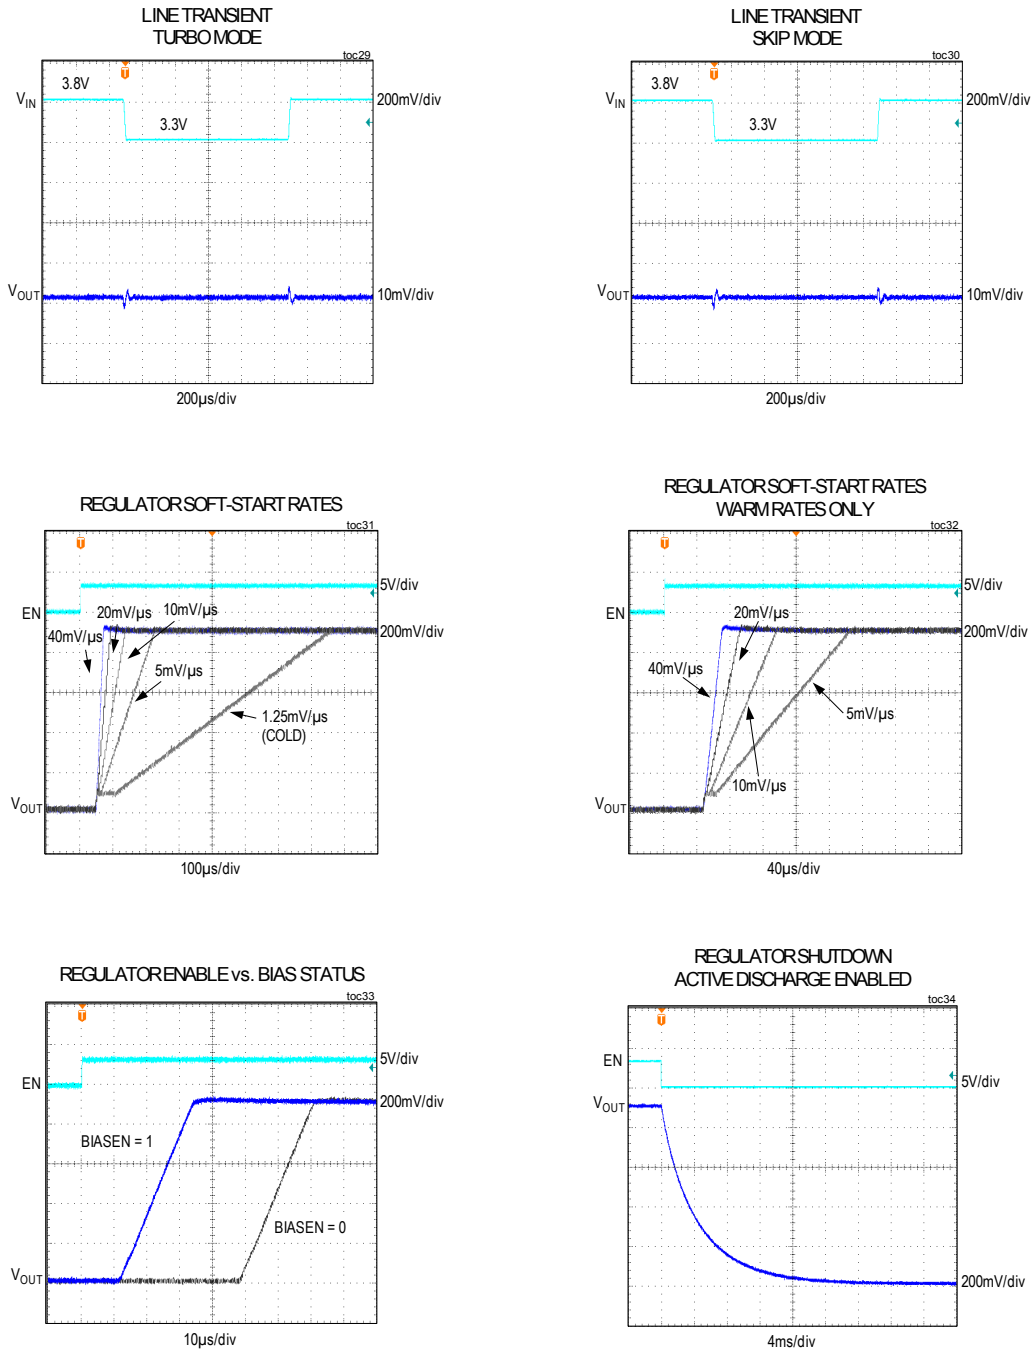 LINE TRANSIENT
TURBO MODE
toc29
T
3.8V
VIN
200mV/div
3.3V
VOUT
10mV/div
200µs/div
LINE TRANSIENT
SKIP MODE
toc30
T
3.8V
VIN
200mV/div
3.3V
VOUT
10mV/div
200µs/div
REGULATOR SOFT-START RATES
toc31
T
5V/div
EN
20mV/µs
10mV/µs
40mV/µs
200mV/div
5mV/µs
1.25mV/µs
(COLD)
VOUT
100µs/div
REGULATOR SOFT-START RATES
WARM RATES ONLY
toc32
T
5V/div
EN
20mV/µs
200mV/div
40mV/µs
5mV/µs
10mV/µs
VOUT
40µs/div
REGULATOR ENABLE vs. BIAS STATUS
toc33
T
5V/div
EN
200mV/div
BIASEN = 1
BIASEN = 0
VOUT
10µs/div
REGULATOR SHUTDOWN
ACTIVE DISCHARGE ENABLED
toc34
T
EN
5V/div
VOUT
200mV/div
4ms/div